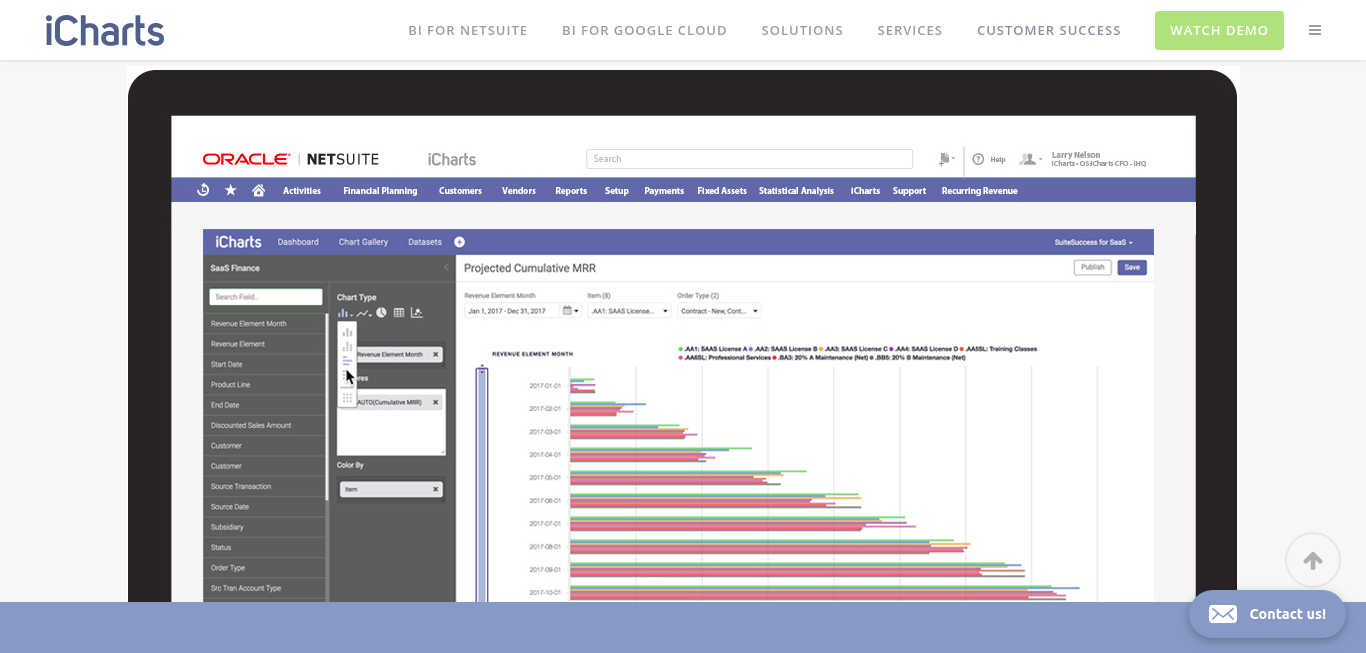 iCharts
BI FOR NETSUITE BI FOR GOOGLE CLOUD SOLUTIONS SERVICES CUSTOMER SUCCESS WATCH DEMO
ORACLE | NETSUITE iCharts Search Help Larry Nelson
iCharts - OS:iCharts CFO - IHQ
Activities Financial Planning Customers Vendors Reports Setup Payments Fixed Assets Statistical Analysis iCharts Support Recurring Revenue
iCharts Dashboard Chart Gallery Datasets SuiteSuccess for SaaS
SaaS Finance
Projected Cumulative MRR Publish Save
Search Field..
Revenue Element Month
Revenue Element
Start Date
Product Line
End Date
Discounted Sales Amount
Customer
Customer
Source Transaction
Source Date
Subsidiary
Status
Order Type
Src Tran Account Type
Chart Type
Revenue Element Month
AUTO(Cumulative MRR)
Color By
Item
Revenue Element Month Item (8) Order Type (2)
Jan 1, 2017 - Dec 31, 2017 .AA1: SAAS License... Contract - New, Cont...
REVENUE ELEMENT MONTH
.AA1: SAAS License A .AA2: SAAS License B .AA3: SAAS License C .AA4: SAAS License D .AA5SL: Training Classes
.AA6SL: Professional Services .BA3: 20% A Maintenance (Net) .BB5: 20% B Maintenance (Net)
2017-01-01
2017-02-01
2017-03-01
2017-04-01
2017-05-01
2017-06-01
2017-07-01
2017-08-01
2017-09-01
2017-10-01
Contact us!